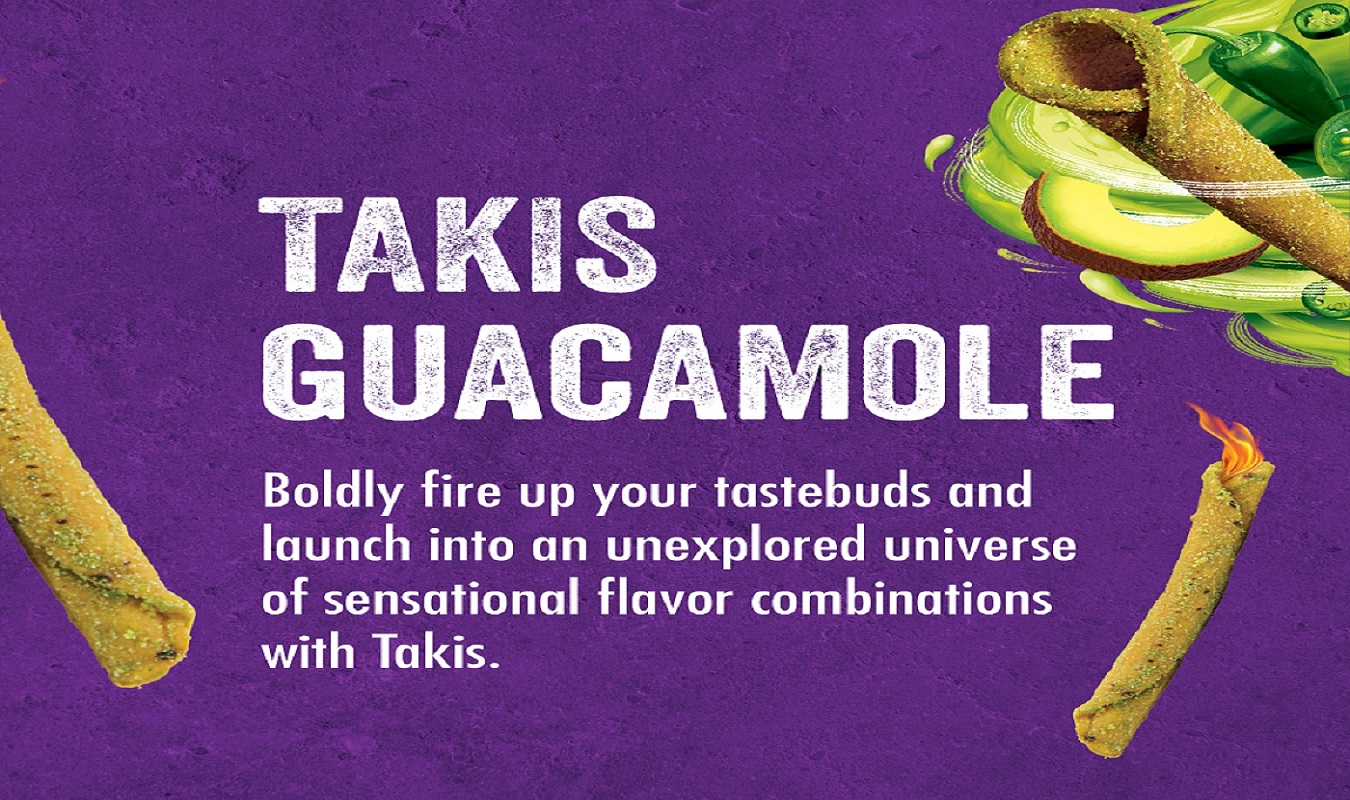 TAKIS
GUACAMOLE
Boldly fire up your tastebuds and
launch into an unexplored universe
of sensational flavor combinations
with Takis.